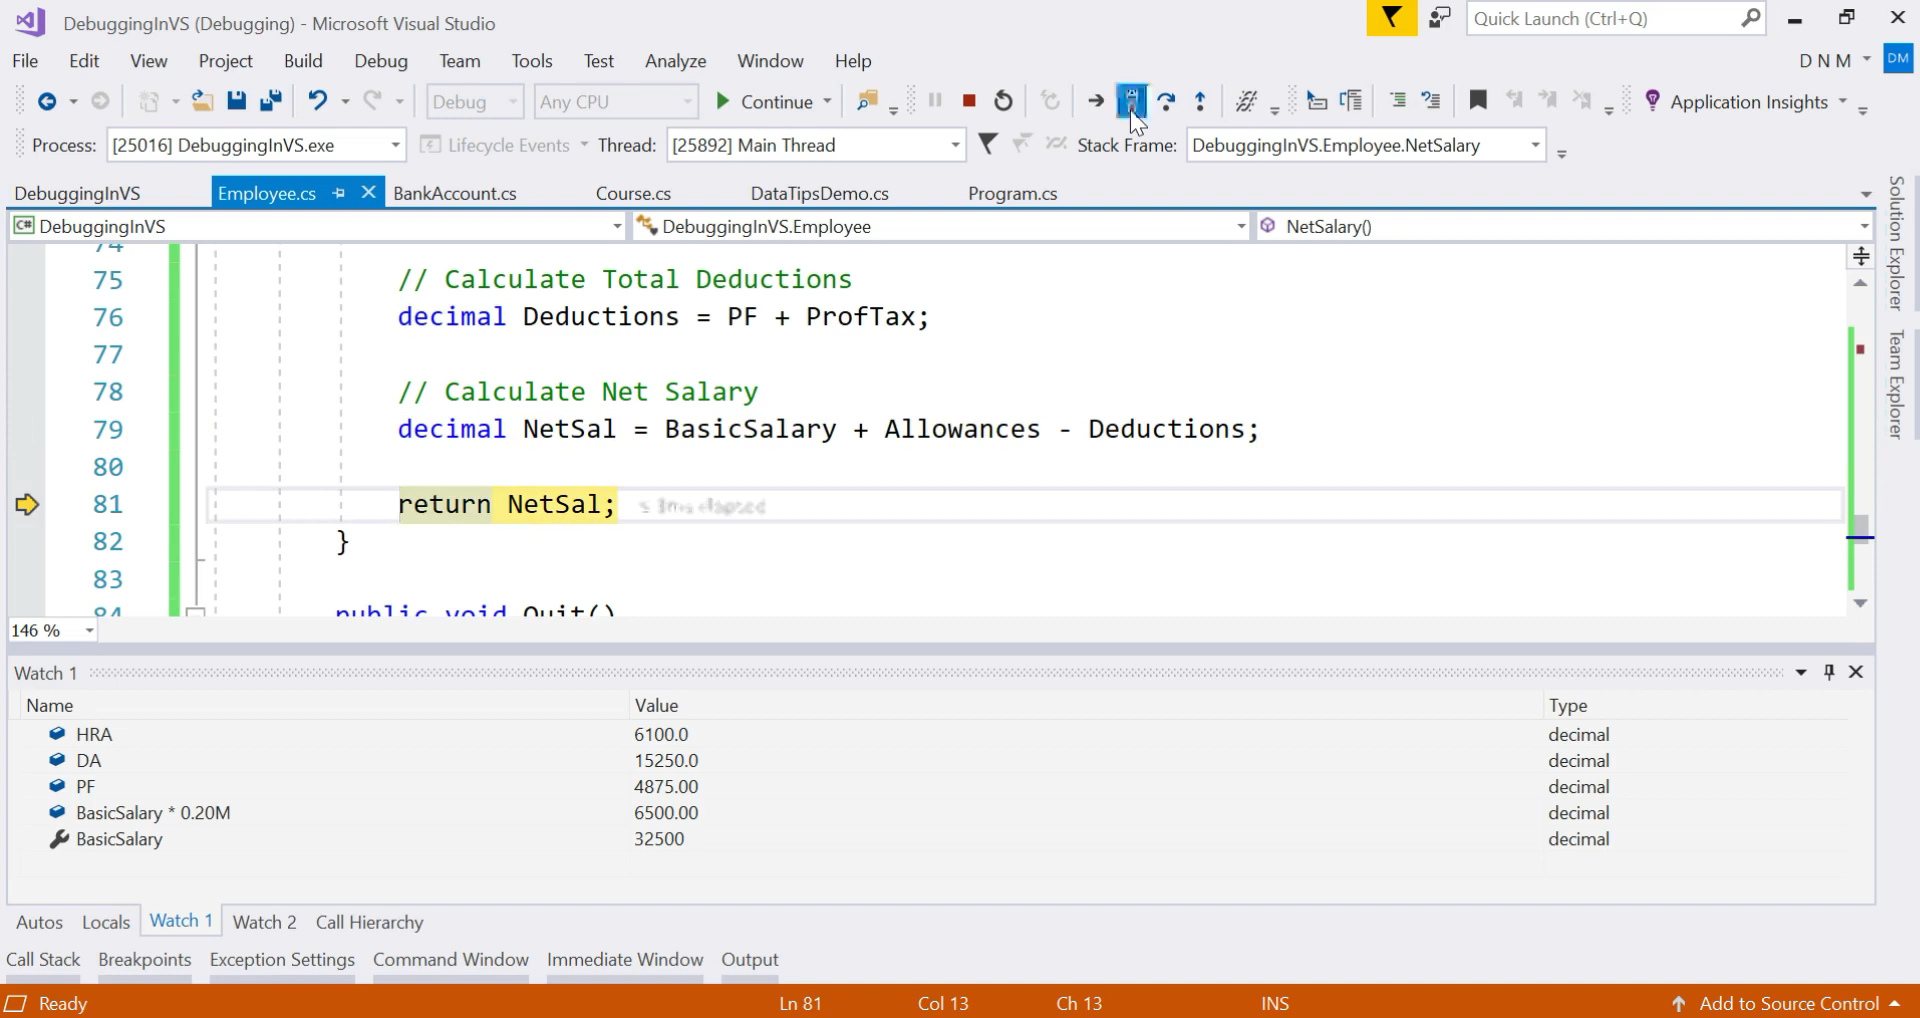 DebuggingInVS (Debugging) - Microsoft Visual Studio
Quick Launch (Ctrl+Q)
File Edit View Project Build Debug Team Tools Test Analyze Window Help
D N M DM
Debug Any CPU Continue Application Insights
Process: [25016] DebuggingInVS.exe Lifecycle Events Thread: [25892] Main Thread Stack Frame: DebuggingInVS.Employee.NetSalary
DebuggingInVS Employee.cs BankAccount.cs Course.cs DataTipsDemo.cs Program.cs
C# DebuggingInVS DebuggingInVS.Employee NetSalary()
Solution Explorer
Team Explorer
74
75 // Calculate Total Deductions
76 decimal Deductions = PF + ProfTax;
77
78 // Calculate Net Salary
79 decimal NetSal = BasicSalary + Allowances - Deductions;
80
81 return NetSal; ≤ 1ms elapsed
82 }
83
84 public void Quit()
146 %
Watch 1
Name Value Type
HRA 6100.0 decimal
DA 15250.0 decimal
PF 4875.00 decimal
BasicSalary * 0.20M 6500.00 decimal
BasicSalary 32500 decimal
Autos Locals Watch 1 Watch 2 Call Hierarchy
Call Stack Breakpoints Exception Settings Command Window Immediate Window Output
Ready Ln 81 Col 13 Ch 13 INS Add to Source Control